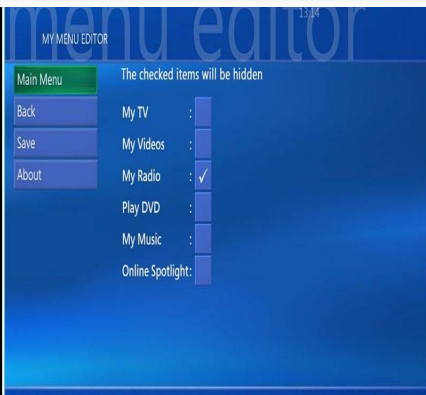 menu editor
13.14
MY MENU EDITOR
Main Menu
Back
Save
About
The checked items will be hidden
My TV :
My Videos :
My Radio : ✓
Play DVD :
My Music :
Online Spotlight: